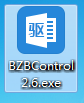 驱
BZBControl
2.6.exe